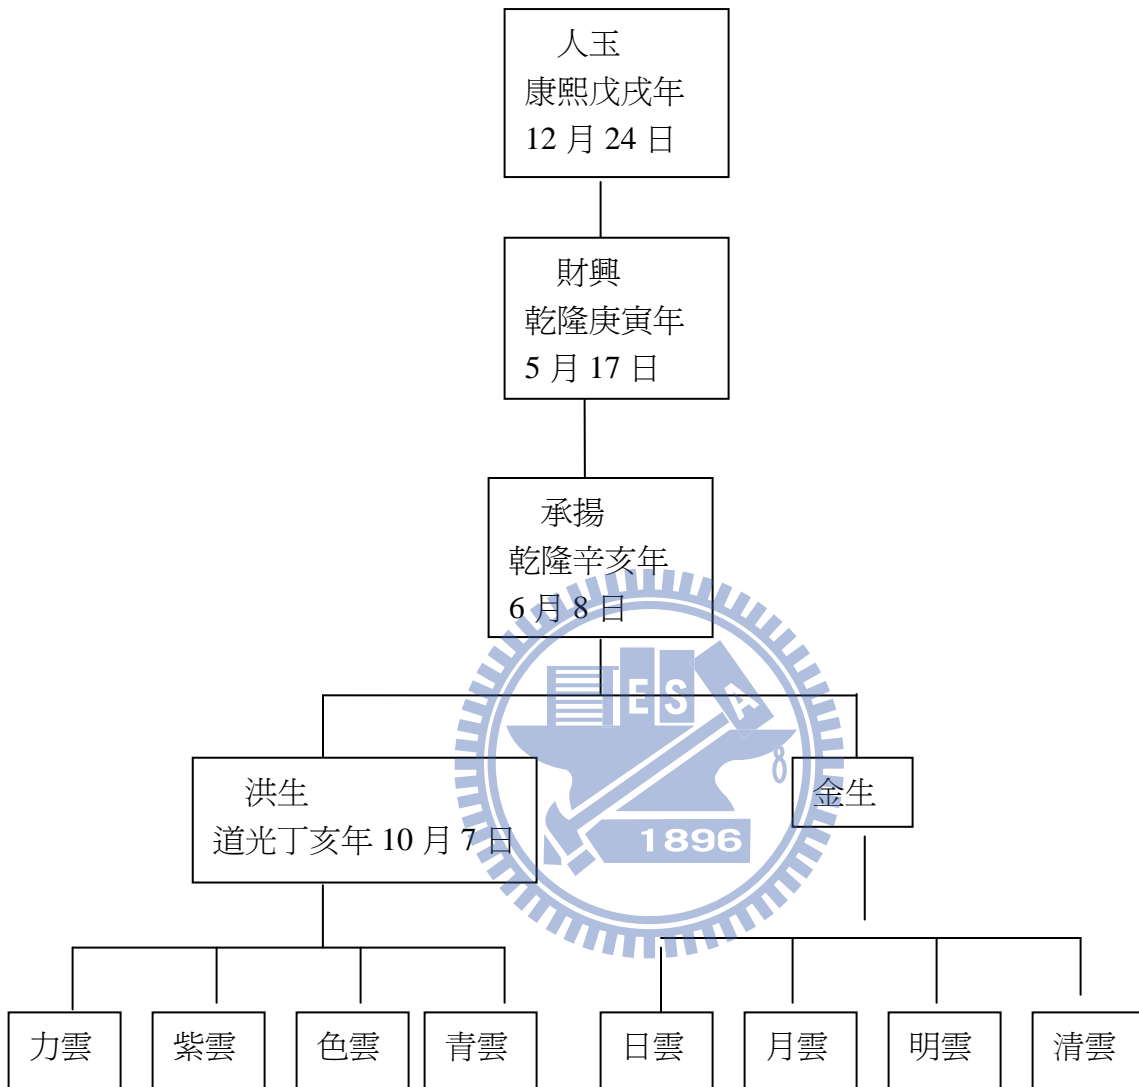 人玉
康熙戊戌年
12 月 24 日
財興
乾隆庚寅年
5 月 17 日
承揚
乾隆辛亥年
6 月 8 日
E S A
洪生
道光丁亥年 10 月 7 日
金生
1896
力雲
紫雲
色雲
青雲
日雲
月雲
明雲
清雲